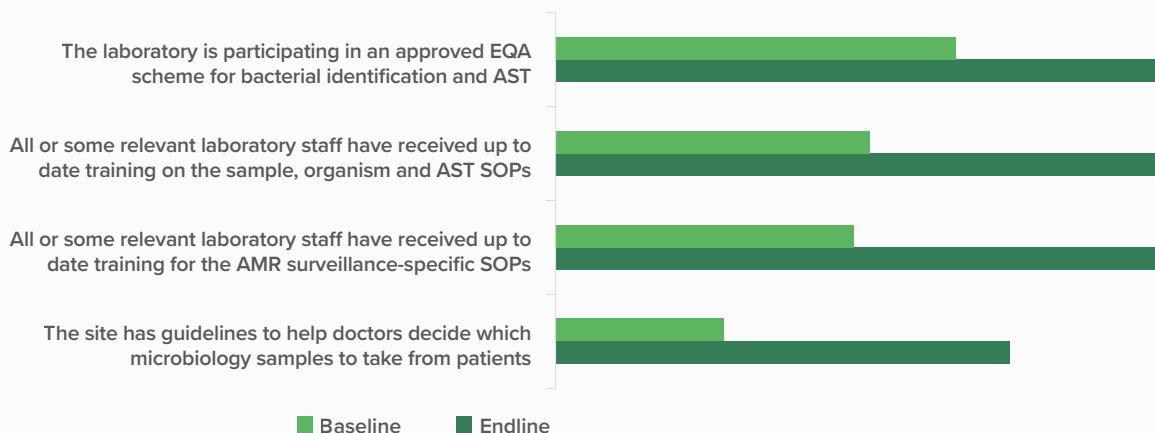 The laboratory is participating in an approved EQA
scheme for bacterial identification and AST
All or some relevant laboratory staff have received up to
date training on the sample, organism and AST SOPs
All or some relevant laboratory staff have received up to
date training for the AMR surveillance-specific SOPs
The site has guidelines to help doctors decide which
microbiology samples to take from patients
Baseline Endline